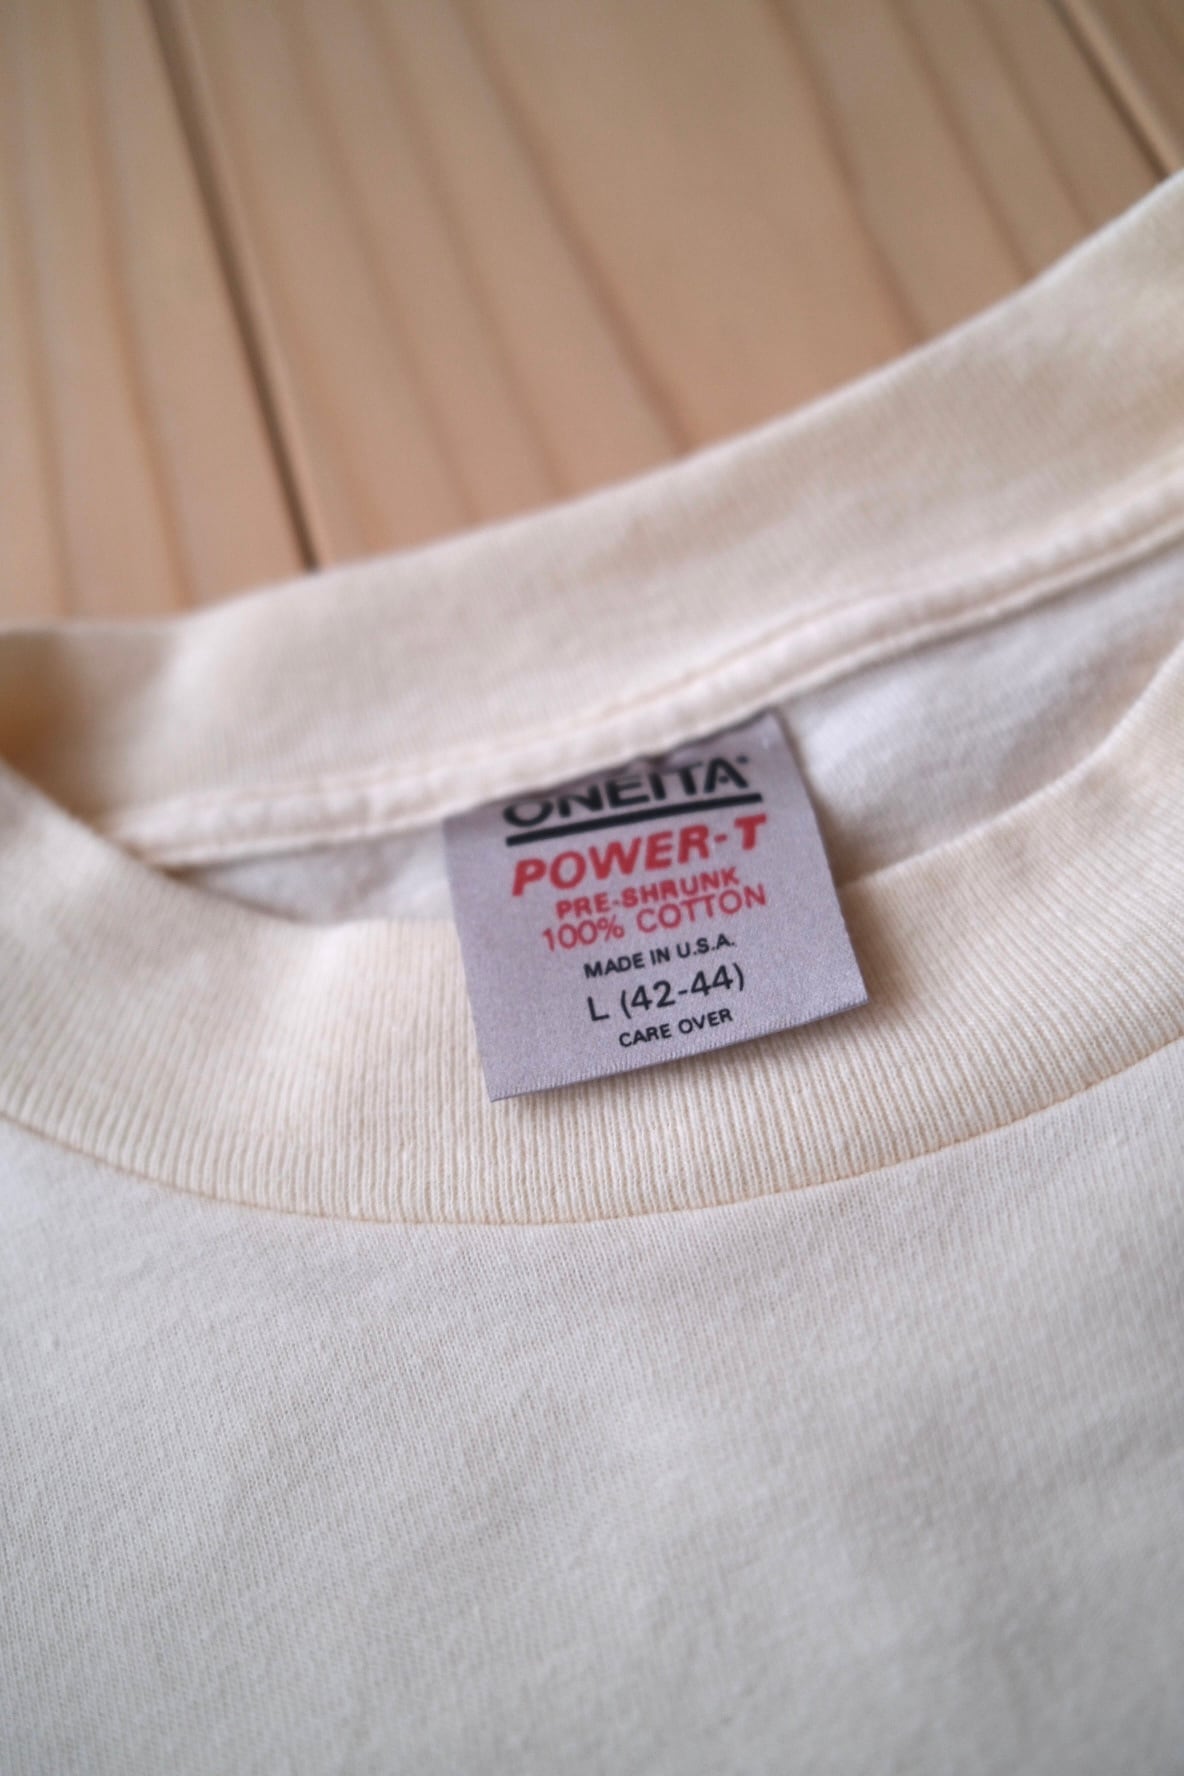 ONEITA
POWER-T
PRE-SHRUNK
100% COTTON
MADE IN U.S.A.
L (42-44)
CARE OVER